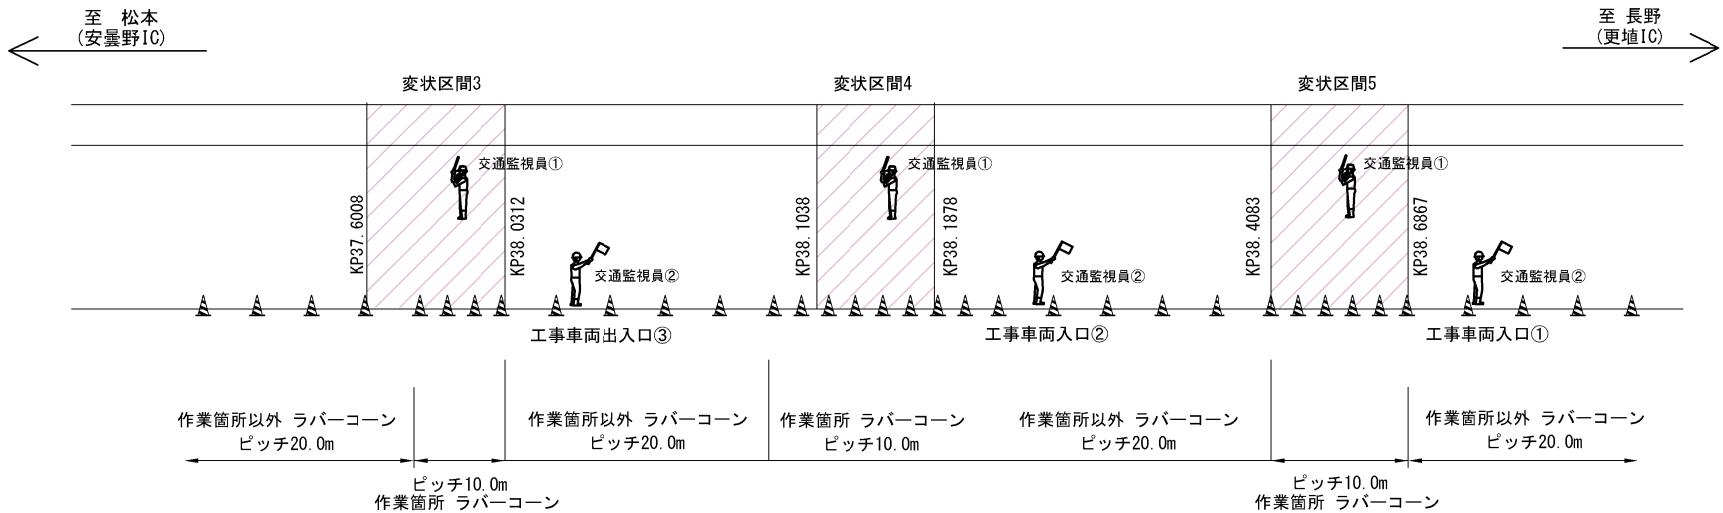 至 松本
(安曇野IC)
至 長野
(更埴IC)
変状区間3
変状区間4
変状区間5
交通監視員①
交通監視員①
交通監視員①
KP37.6008
KP38.0312
KP38.1038
KP38.1878
KP38.4083
KP38.6867
交通監視員②
交通監視員②
交通監視員②
工事車両出入口③
工事車両入口②
工事車両入口①
作業箇所以外 ラバーコーン
ピッチ20.0m
作業箇所以外 ラバーコーン
ピッチ20.0m
作業箇所 ラバーコーン
ピッチ10.0m
作業箇所以外 ラバーコーン
ピッチ20.0m
作業箇所以外 ラバーコーン
ピッチ20.0m
ピッチ10.0m
作業箇所 ラバーコーン
ピッチ10.0m
作業箇所 ラバーコーン